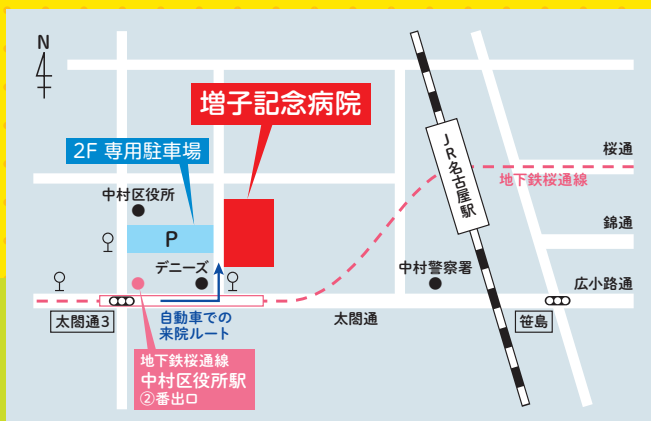 N
増子記念病院
2F 専用駐車場
中村区役所
P
デニーズ
JR名古屋駅
桜通
地下鉄桜通線
錦通
中村警察署
広小路通
太閤通3
自動車での
来院ルート
太閤通
笹島
地下鉄桜通線
中村区役所駅
②番出口